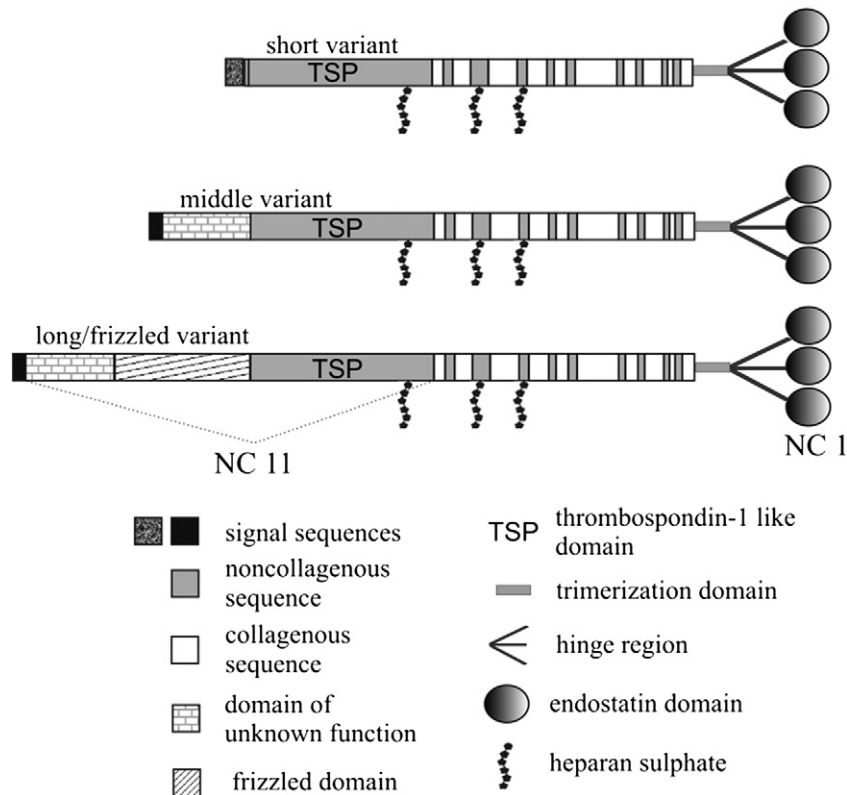 short variant
TSP
middle variant
TSP
long/frizzled variant
TSP
NC 11
NC 1
signal sequences
noncollagenous
sequence
collagenous
sequence
domain of
unknown function
frizzled domain
TSP
thrombospondin-1 like
domain
trimerization domain
hinge region
endostatin domain
heparan sulphate